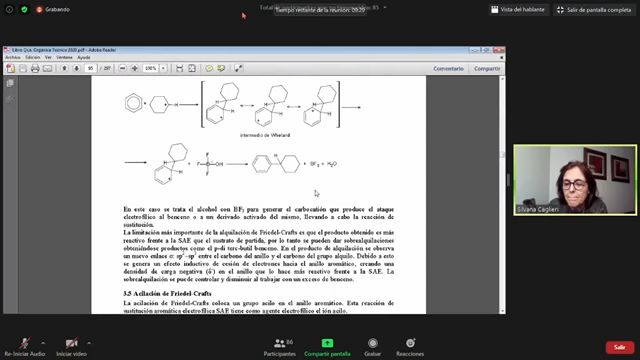 Grabando
Tiempo restante de la reunión: 09:29
Vista del hablante
Salir de pantalla completa
Libro Qca. Orgánica Teorico 2020.pdf - Adobe Reader
Archivo Edición Ver Ventana Ayuda
95 / 287
100%
Comentario
Compartir
H
H
H
H
intermedio de Wheland
H
F
B
OH
F
H
BF3 + H2O
En este caso se trata el alcohol con BF3 para generar el carbocatión que produce el ataque
electrofílico al benceno o a un derivado activado del mismo, llevando a cabo la reacción de
sustitución.
La limitación más importante de la alquilación de Friedel-Crafts es que el producto obtenido es más
reactivo frente a la SAE que el sustrato de partida, por lo tanto se pueden dar sobrealquilaciones
obteniéndose productos como el p-di terc-butil benceno. En el producto de alquilación se observa
un nuevo enlace σ: sp2-sp3 entre el carbono del anillo y el carbono del grupo alquilo. Debido a esto
se genera un efecto inductivo de cesión de electrones hacia el anillo aromático, creando una
densidad de carga negativa (δ-) en el anillo que lo hace más reactivo frente a la SAE. La
sobrealquilación se puede controlar y disminuir al trabajar con un exceso de benceno.
3.5 Acilación de Friedel-Crafts
La acilación de Friedel-Crafts coloca un grupo acilo en el anillo aromático. Esta reacción de
sustitución aromática electrofílica SAE tiene como agente electrofílico el ión acilo.
Silvana Caglieri
Re-Iniciar Audio
Iniciar video
86
Participantes
Compartir pantalla
Grabar
Reacciones
Salir